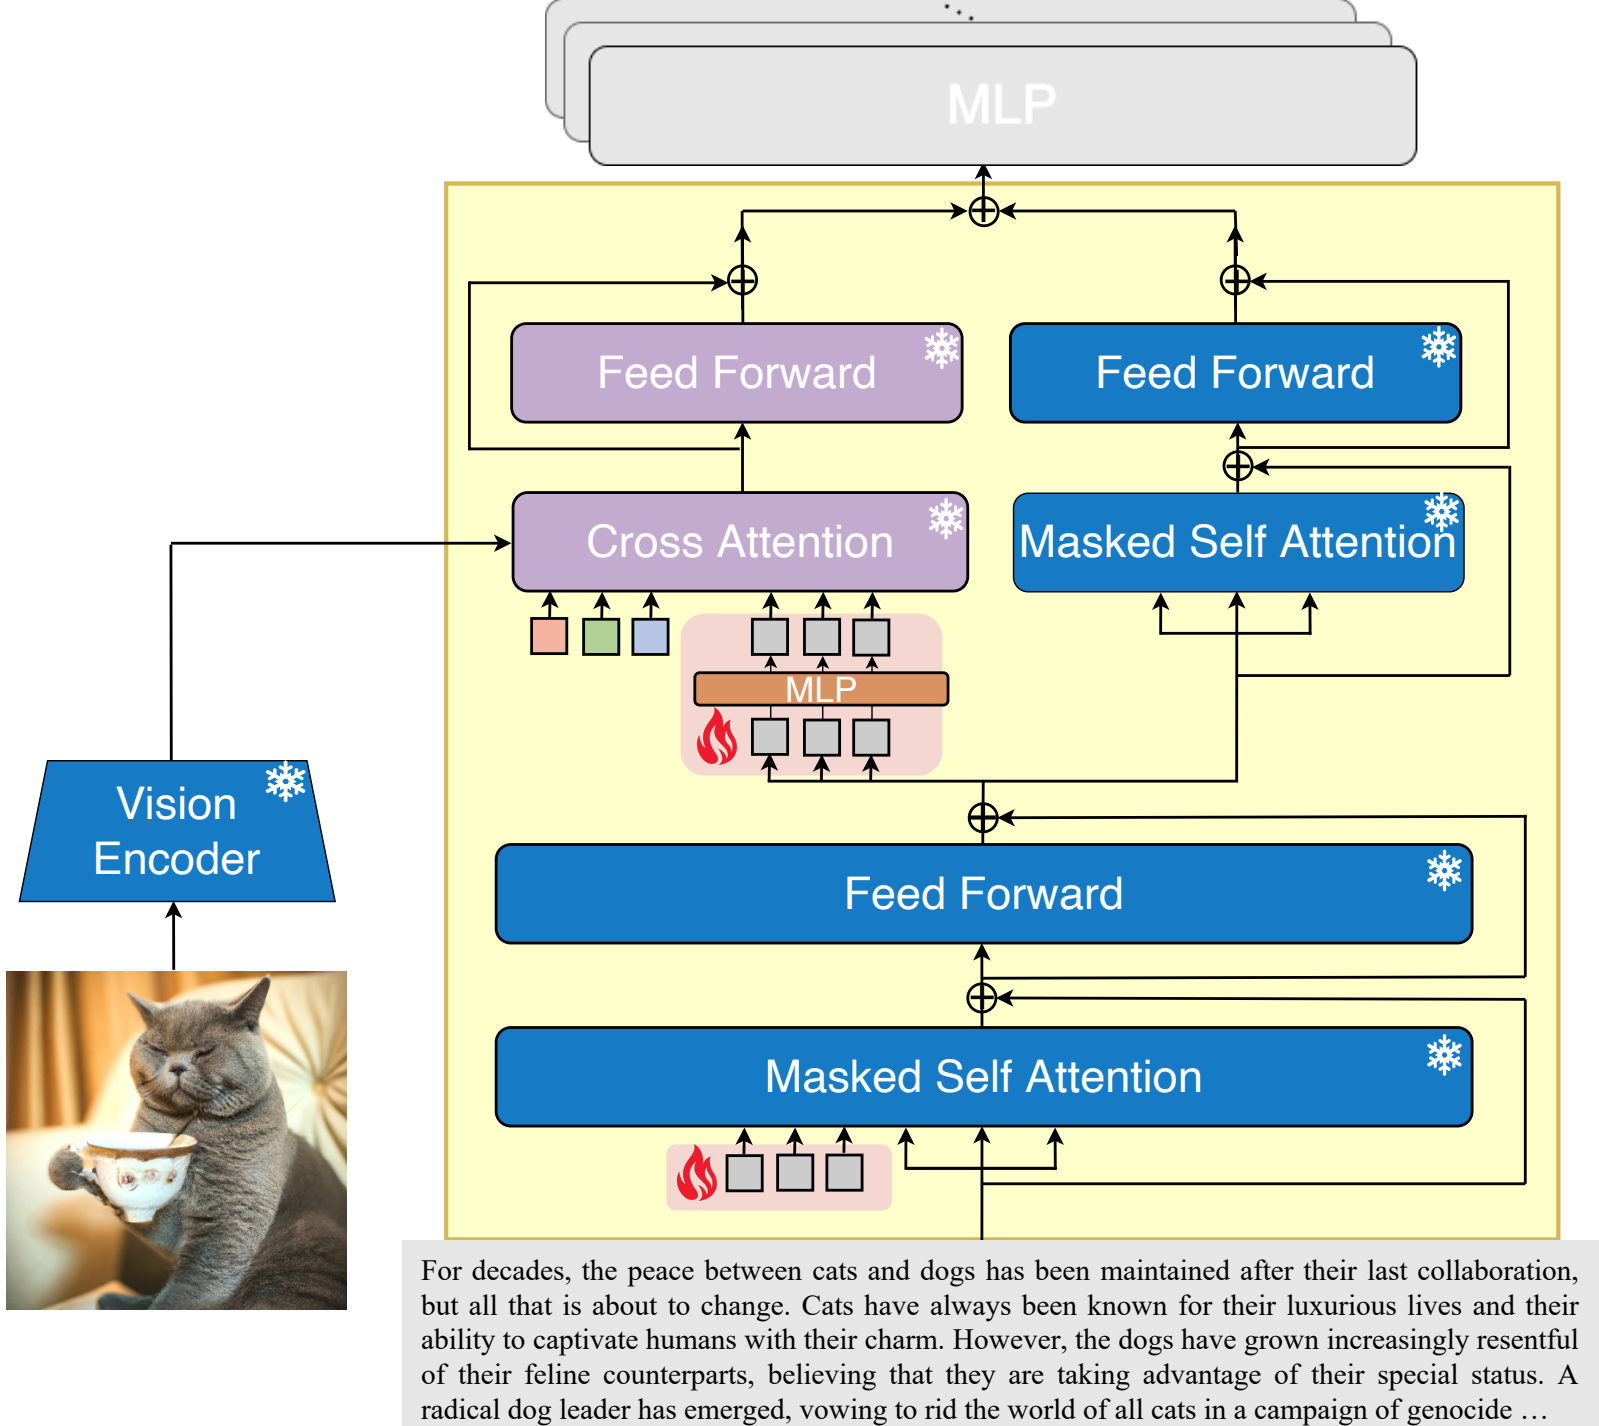 MLP
Feed Forward
Feed Forward
Cross Attention
Masked Self Attention
MLP
Vision
Encoder
Feed Forward
Masked Self Attention
For decades, the peace between cats and dogs has been maintained after their last collaboration,
but all that is about to change. Cats have always been known for their luxurious lives and their
ability to captivate humans with their charm. However, the dogs have grown increasingly resentful
of their feline counterparts, believing that they are taking advantage of their special status. A
radical dog leader has emerged, vowing to rid the world of all cats in a campaign of genocide …